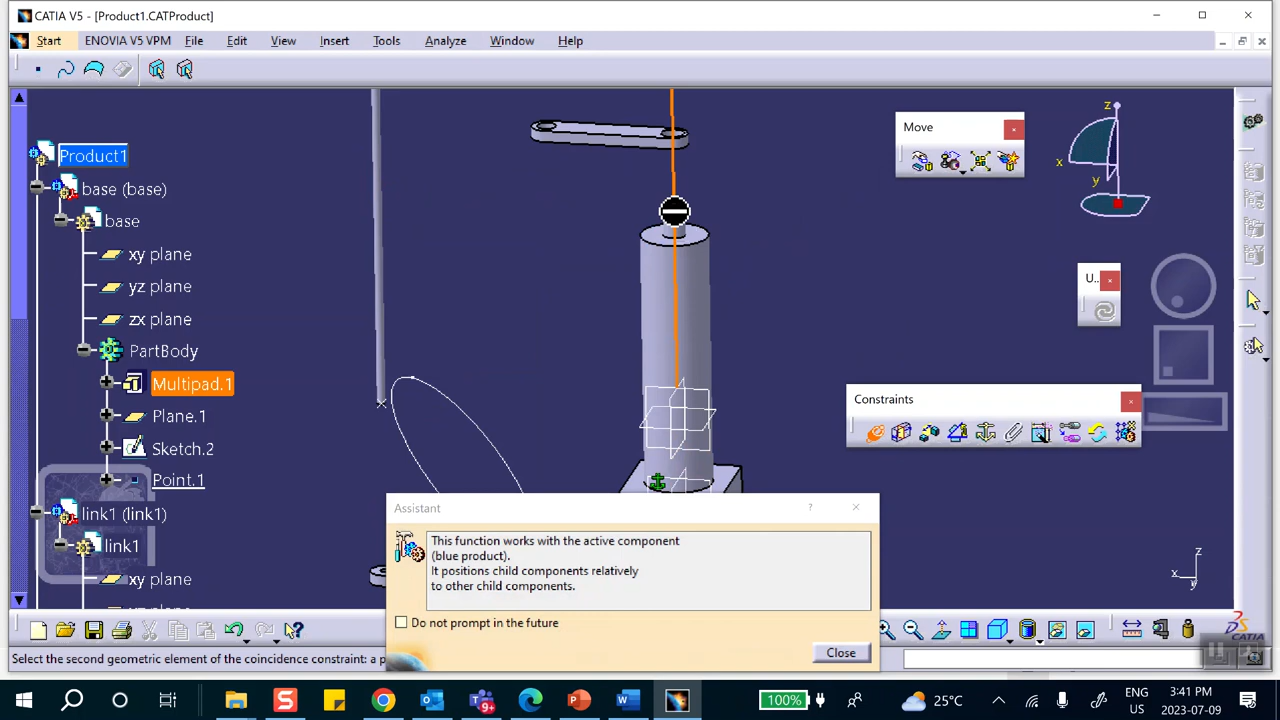 CATIA V5 - [Product1.CATProduct]
Start ENOVIA V5 VPM File Edit View Insert Tools Analyze Window Help
Move
z
x
y
Product1
base (base)
base
xy plane
yz plane
zx plane
PartBody
Multipad.1
Plane.1
Sketch.2
Point.1
link1 (link1)
link1
xy plane
U..
Constraints
Assistant
This function works with the active component
(blue product).
It positions child components relatively
to other child components.
Do not prompt in the future
Close
z
x
y
CATIA
Select the second geometric element of the coincidence constraint: a p
9+
100%
25°C
ENG
US
3:41 PM
2023-07-09